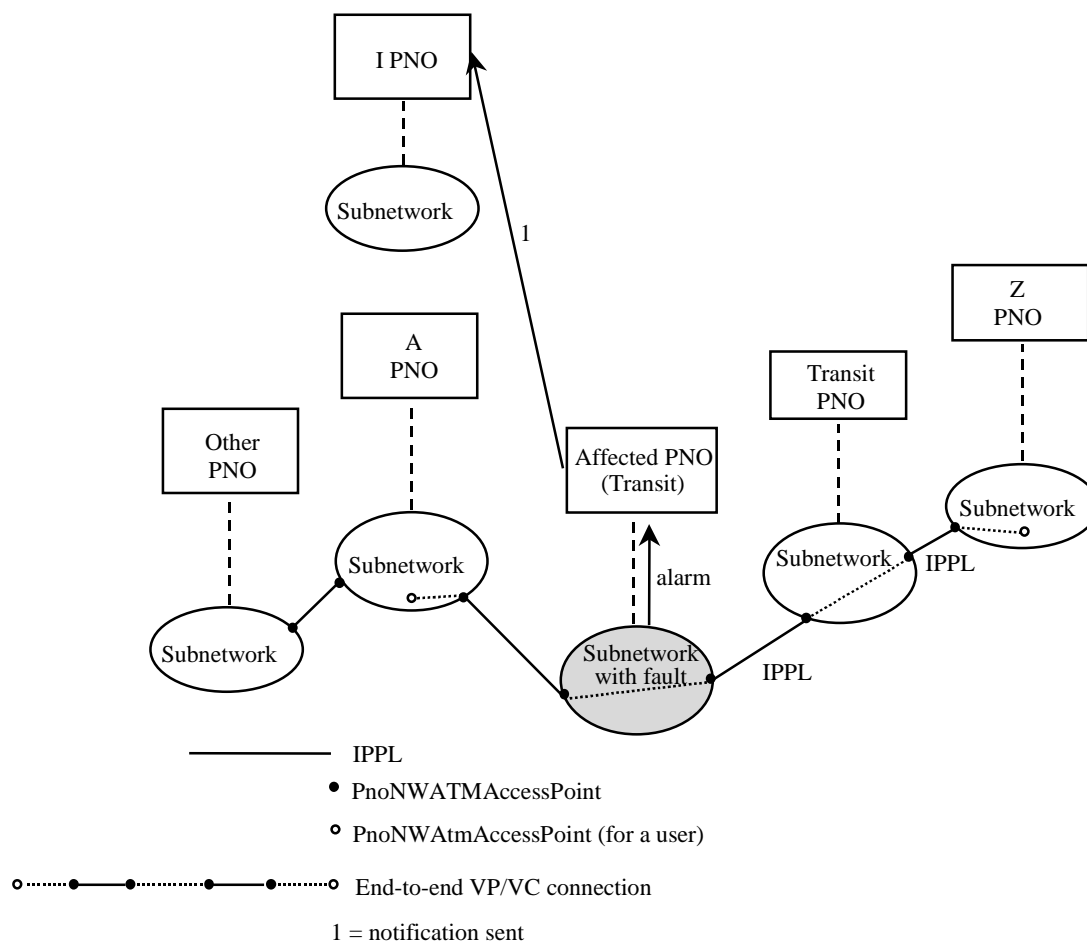 I PNO
Subnetwork
1
Z
PNO
A
PNO
Transit
PNO
Other
PNO
Affected PNO
(Transit)
Subnetwork
Subnetwork
Subnetwork
IPPL
alarm
Subnetwork
Subnetwork
with fault
IPPL
IPPL
PnoNWATMAccessPoint
PnoNWAtmAccessPoint (for a user)
End-to-end VP/VC connection
1 = notification sent